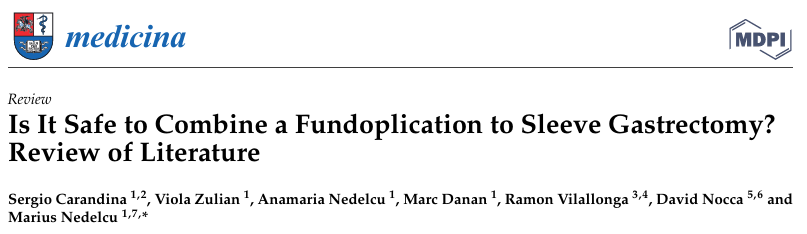 medicina
MDPI
Review
Is It Safe to Combine a Fundoplication to Sleeve Gastrectomy?
Review of Literature
Sergio Carandina 1,2, Viola Zulian 1, Anamaria Nedelcu 1, Marc Danan 1, Ramon Vilallonga 3,4, David Nocca 5,6 and
Marius Nedelcu 1,7,*